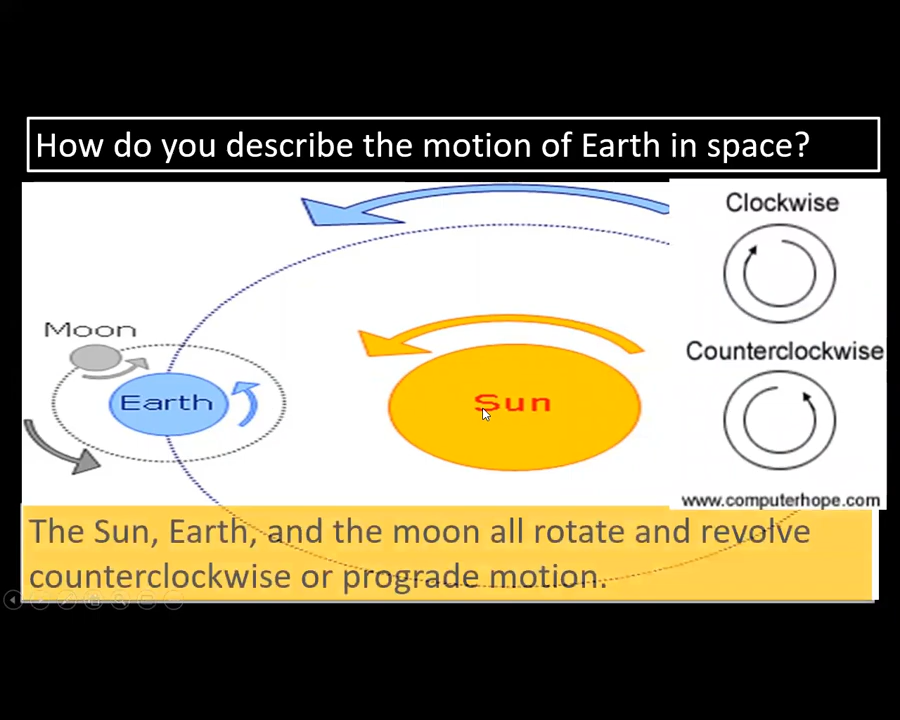 How do you describe the motion of Earth in space?
Clockwise
Moon
Counterclockwise
Earth
Sun
www.computerhope.com
The Sun, Earth, and the moon all rotate and revolve
counterclockwise or prograde motion.